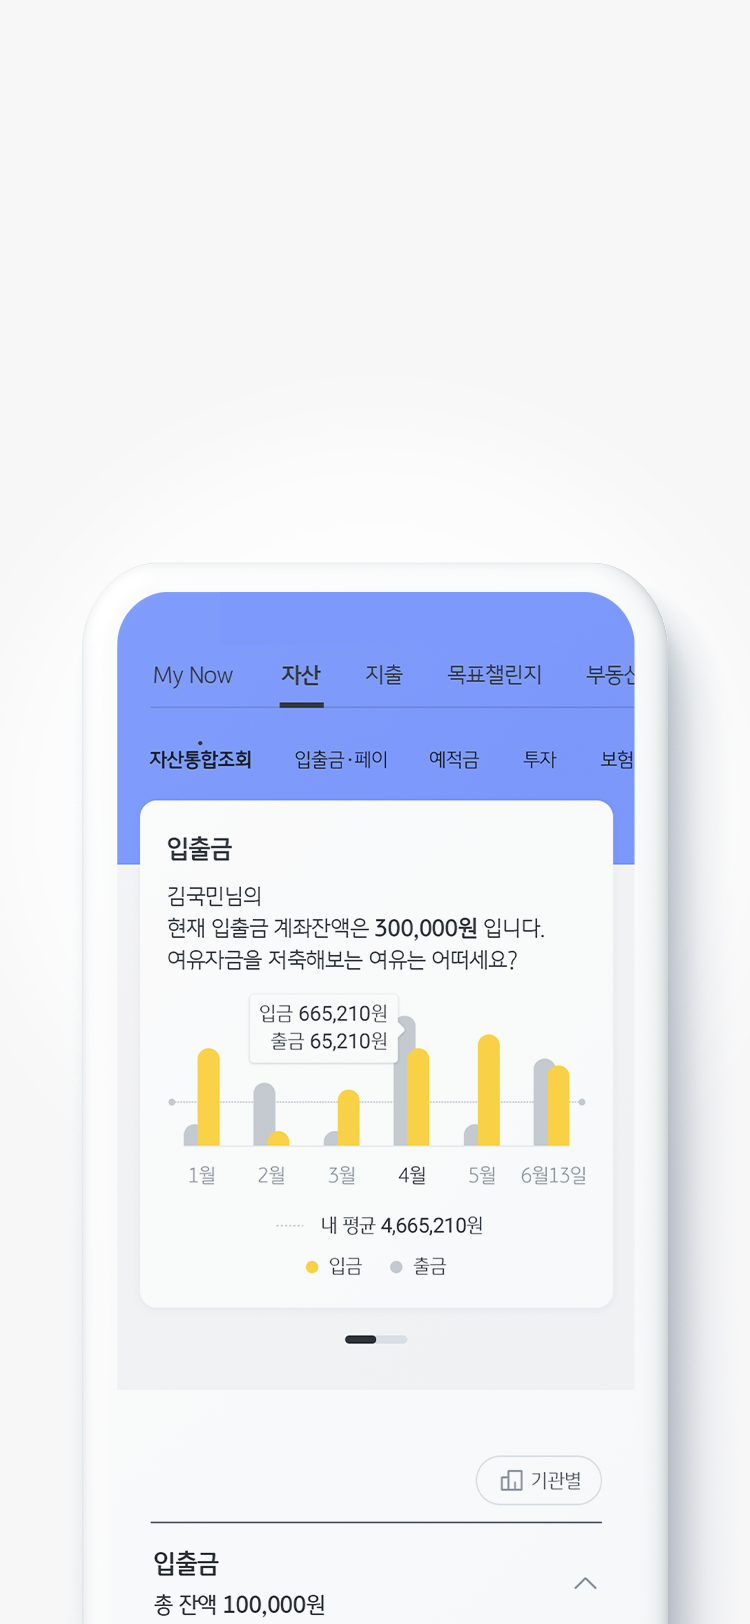 My Now 자산 지출 목표챌린지 부동산
자산통합조회 입출금·페이 예적금 투자 보험
입출금
김국민님의
현재 입출금 계좌잔액은 300,000원 입니다.
여유자금을 저축해보는 여유는 어떠세요?
입금 665,210원
출금 65,210원
1월 2월 3월 4월 5월 6월13일
내 평균 4,665,210원
입금 출금
기관별
입출금
총 잔액 100,000원